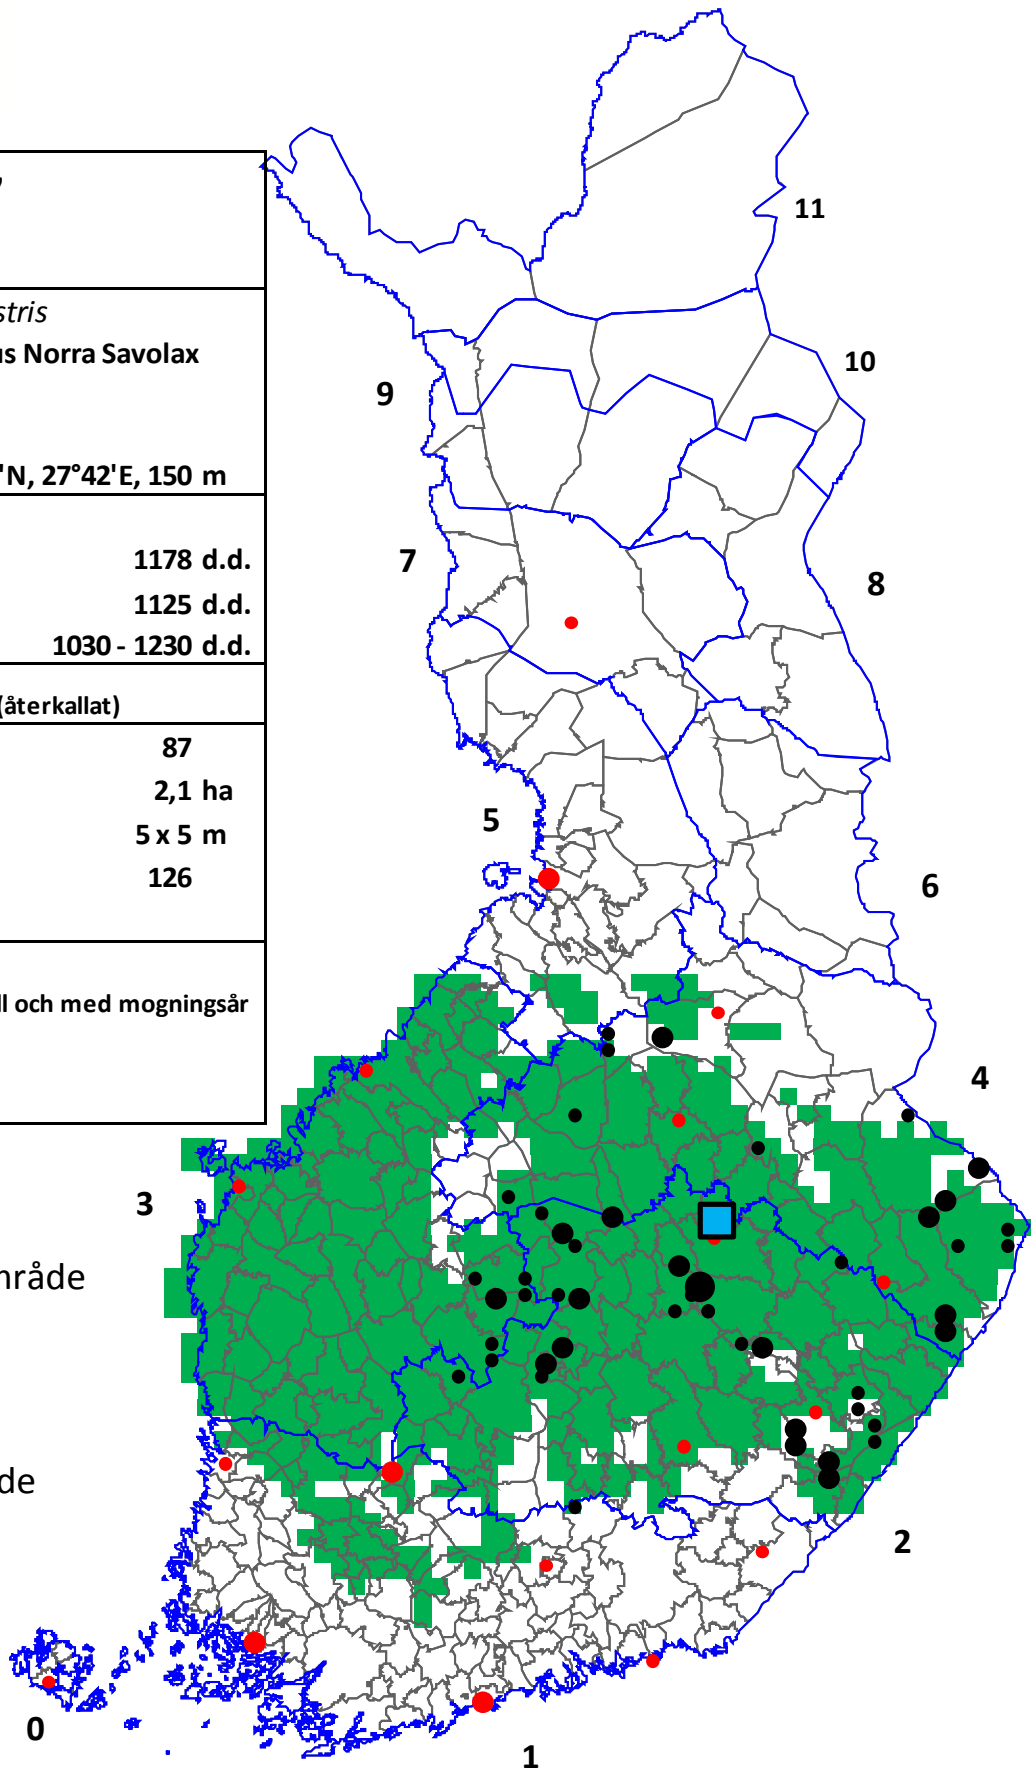 stris
us Norra Savolax
'N, 27°42'E, 150 m
1178 d.d.
1125 d.d.
1030 - 1230 d.d.
(återkallat)
87
2,1 ha
5 x 5 m
126
ll och med mogningsår
mråde
de
11
10
9
8
7
6
5
4
3
2
1
0